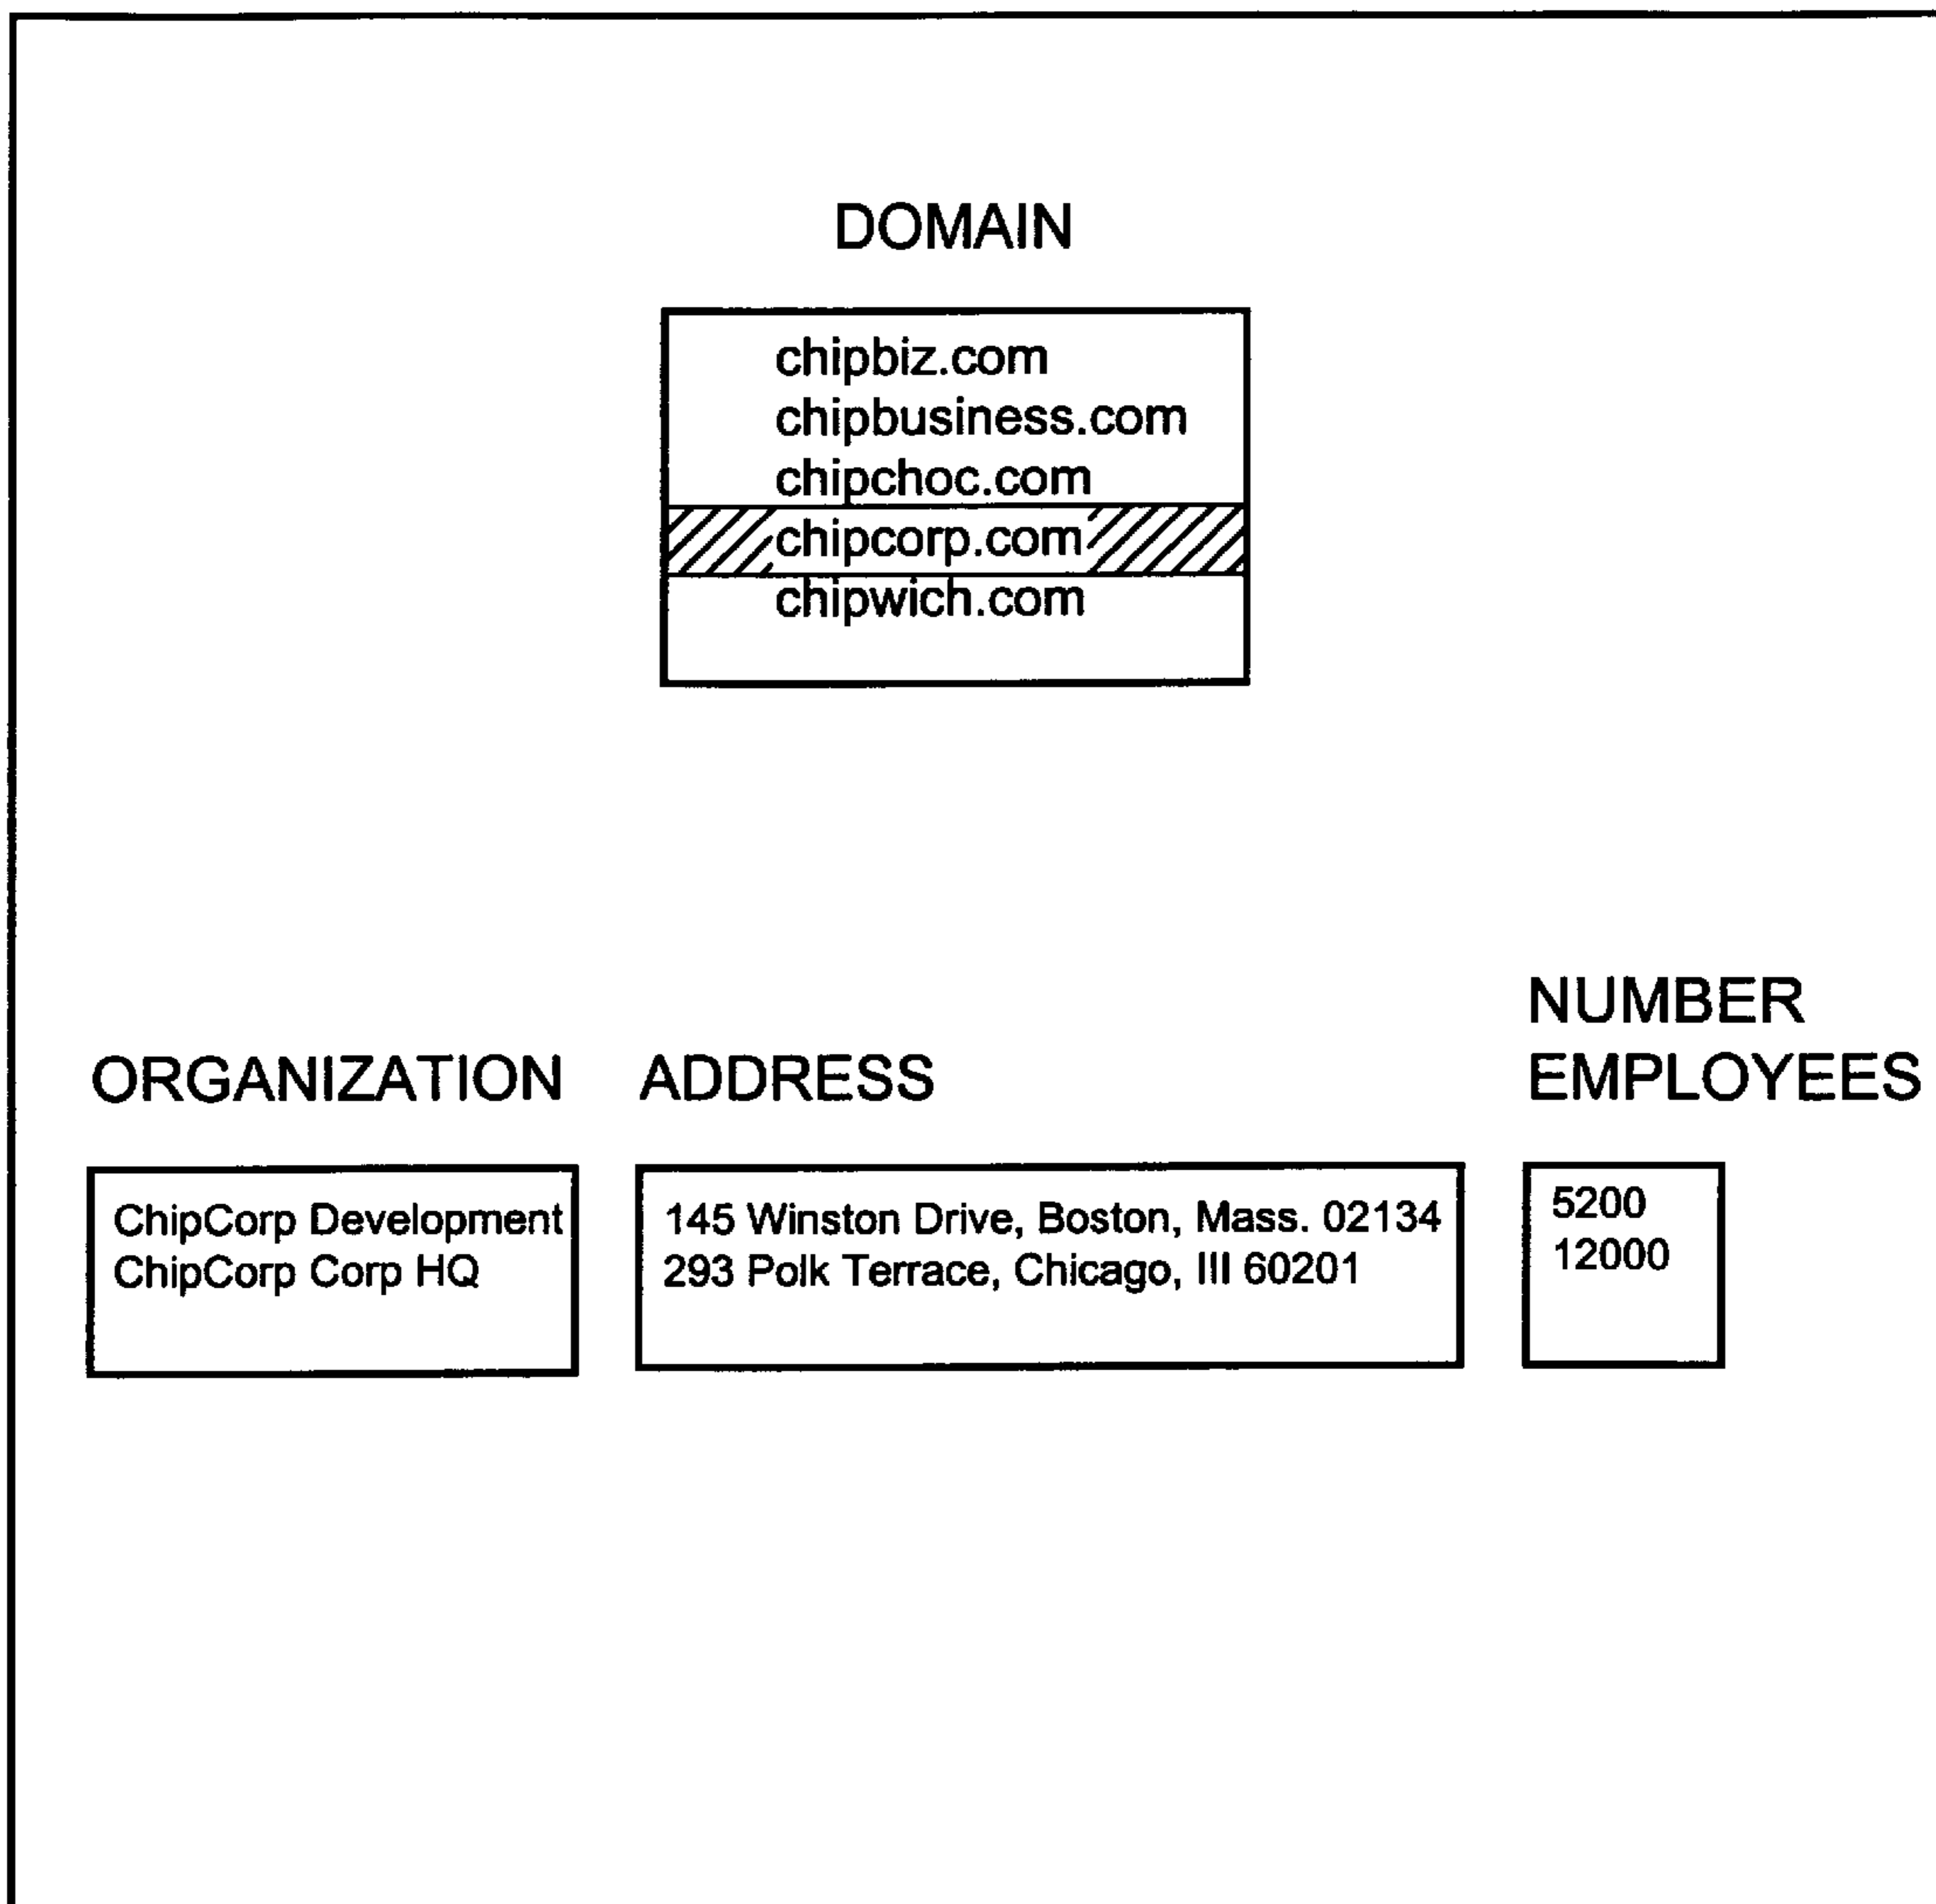 DOMAIN
chipbiz.com
chipbusiness.com
chipchoc.com
chipcorp.com
chipwich.com
ORGANIZATION
ChipCorp Development
ChipCorp Corp HQ
ADDRESS
145 Winston Drive, Boston, Mass. 02134
293 Polk Terrace, Chicago, Ill 60201
NUMBER
EMPLOYEES
5200
12000